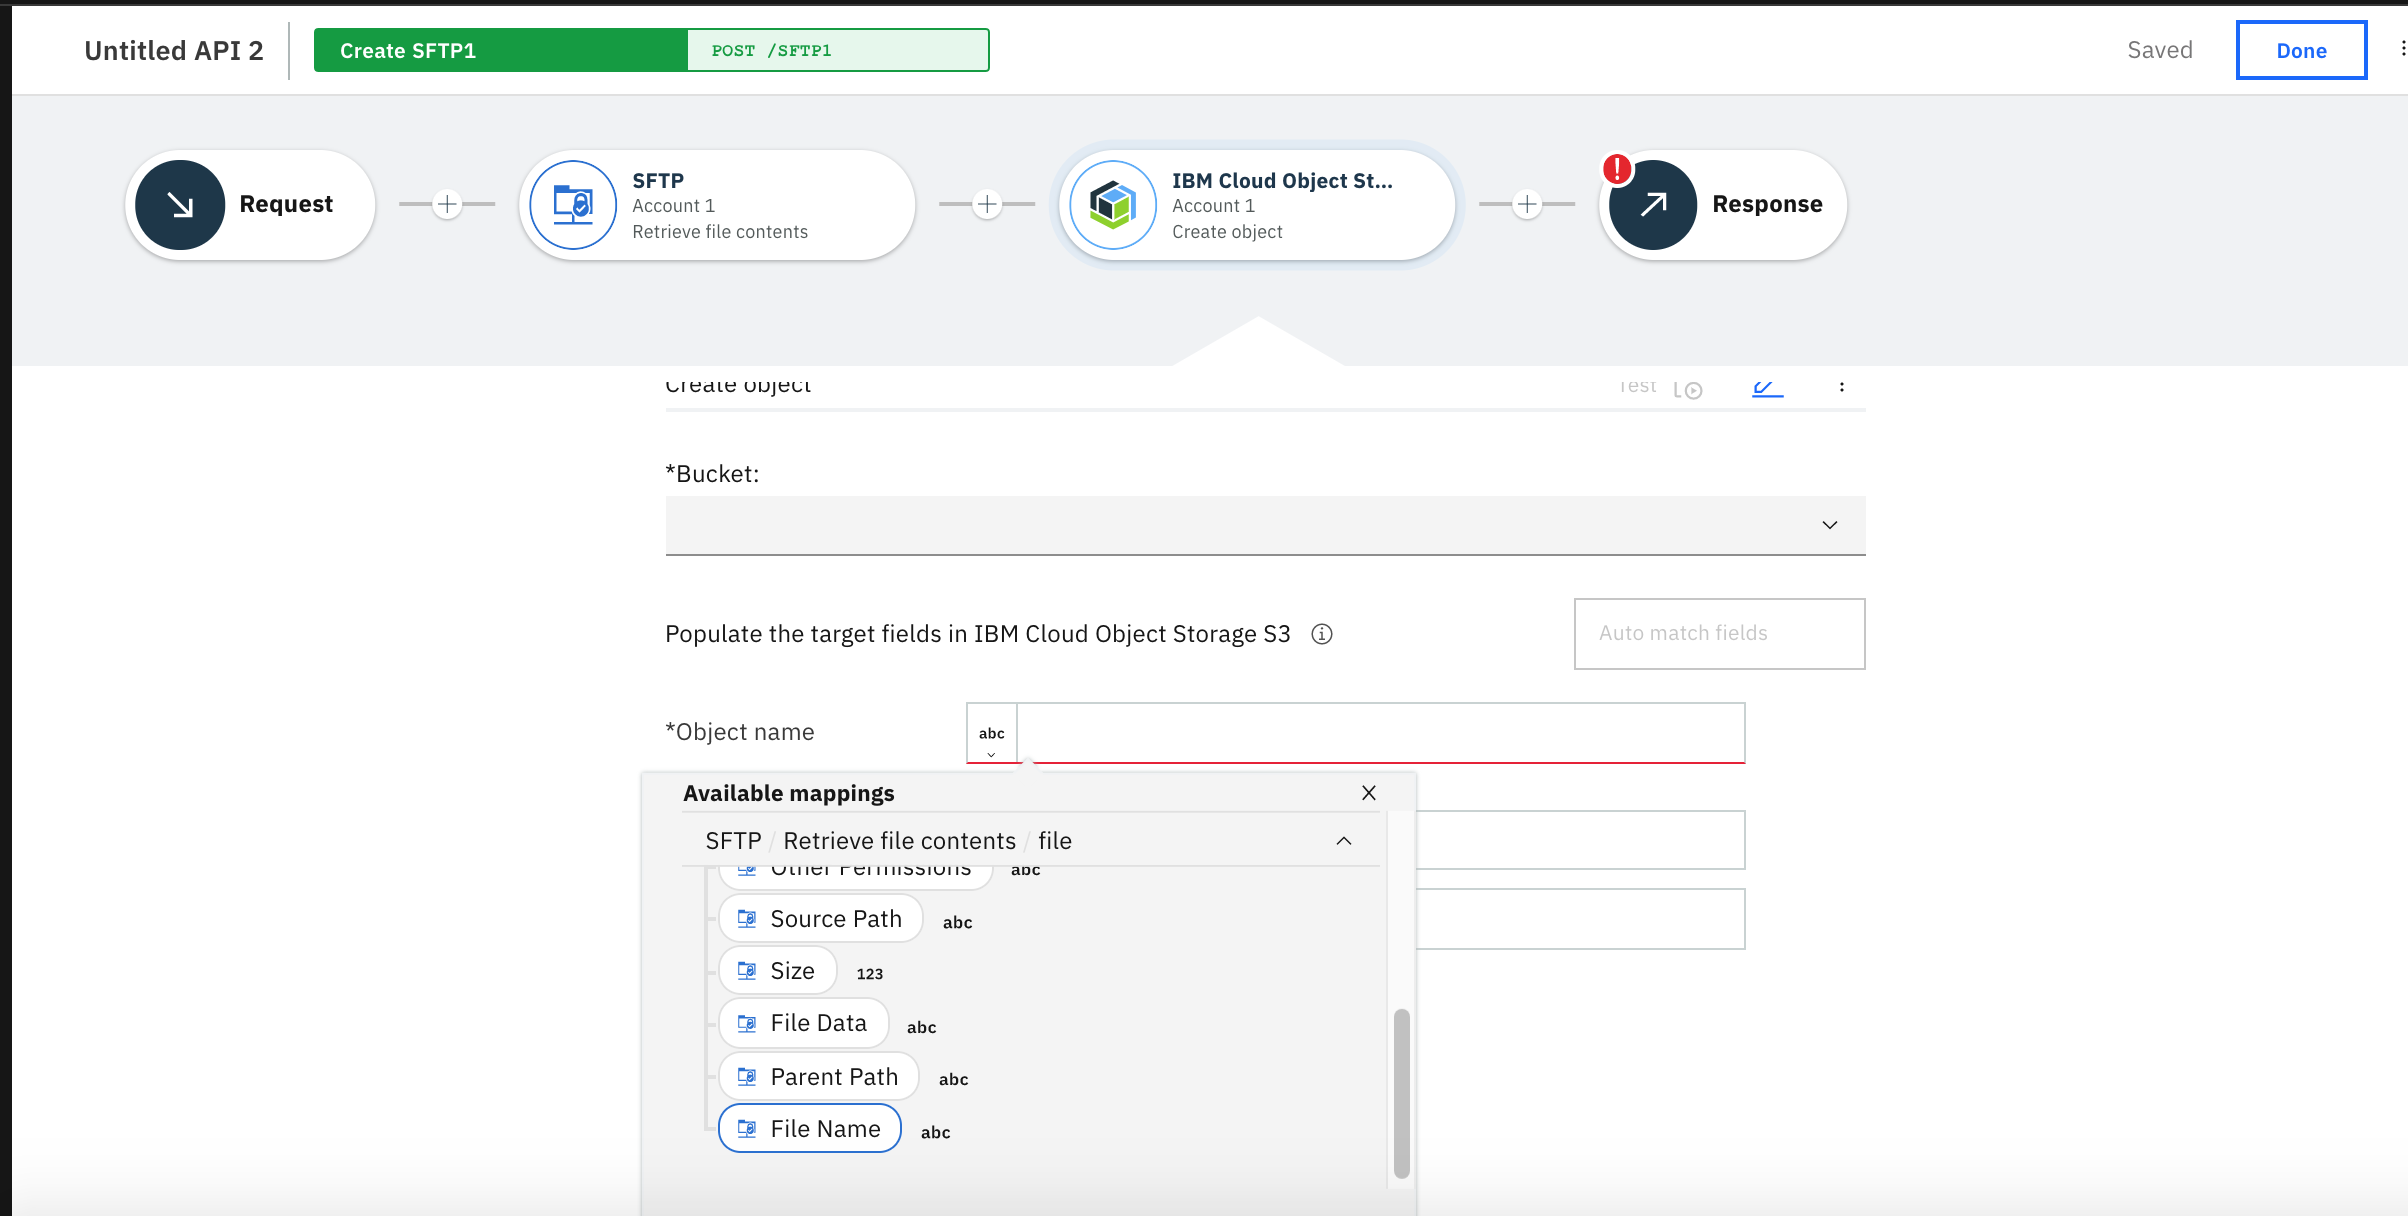 Untitled API 2
Create SFTP1
POST /SFTP1
Saved
Done
Request
SFTP
Account 1
Retrieve file contents
IBM Cloud Object St...
Account 1
Create object
!
Response
Create object
Test
*Bucket:
Populate the target fields in IBM Cloud Object Storage S3
Auto match fields
*Object name
abc
Available mappings
SFTP / Retrieve file contents / file
Other Permissions abc
Source Path abc
Size 123
File Data abc
Parent Path abc
File Name abc